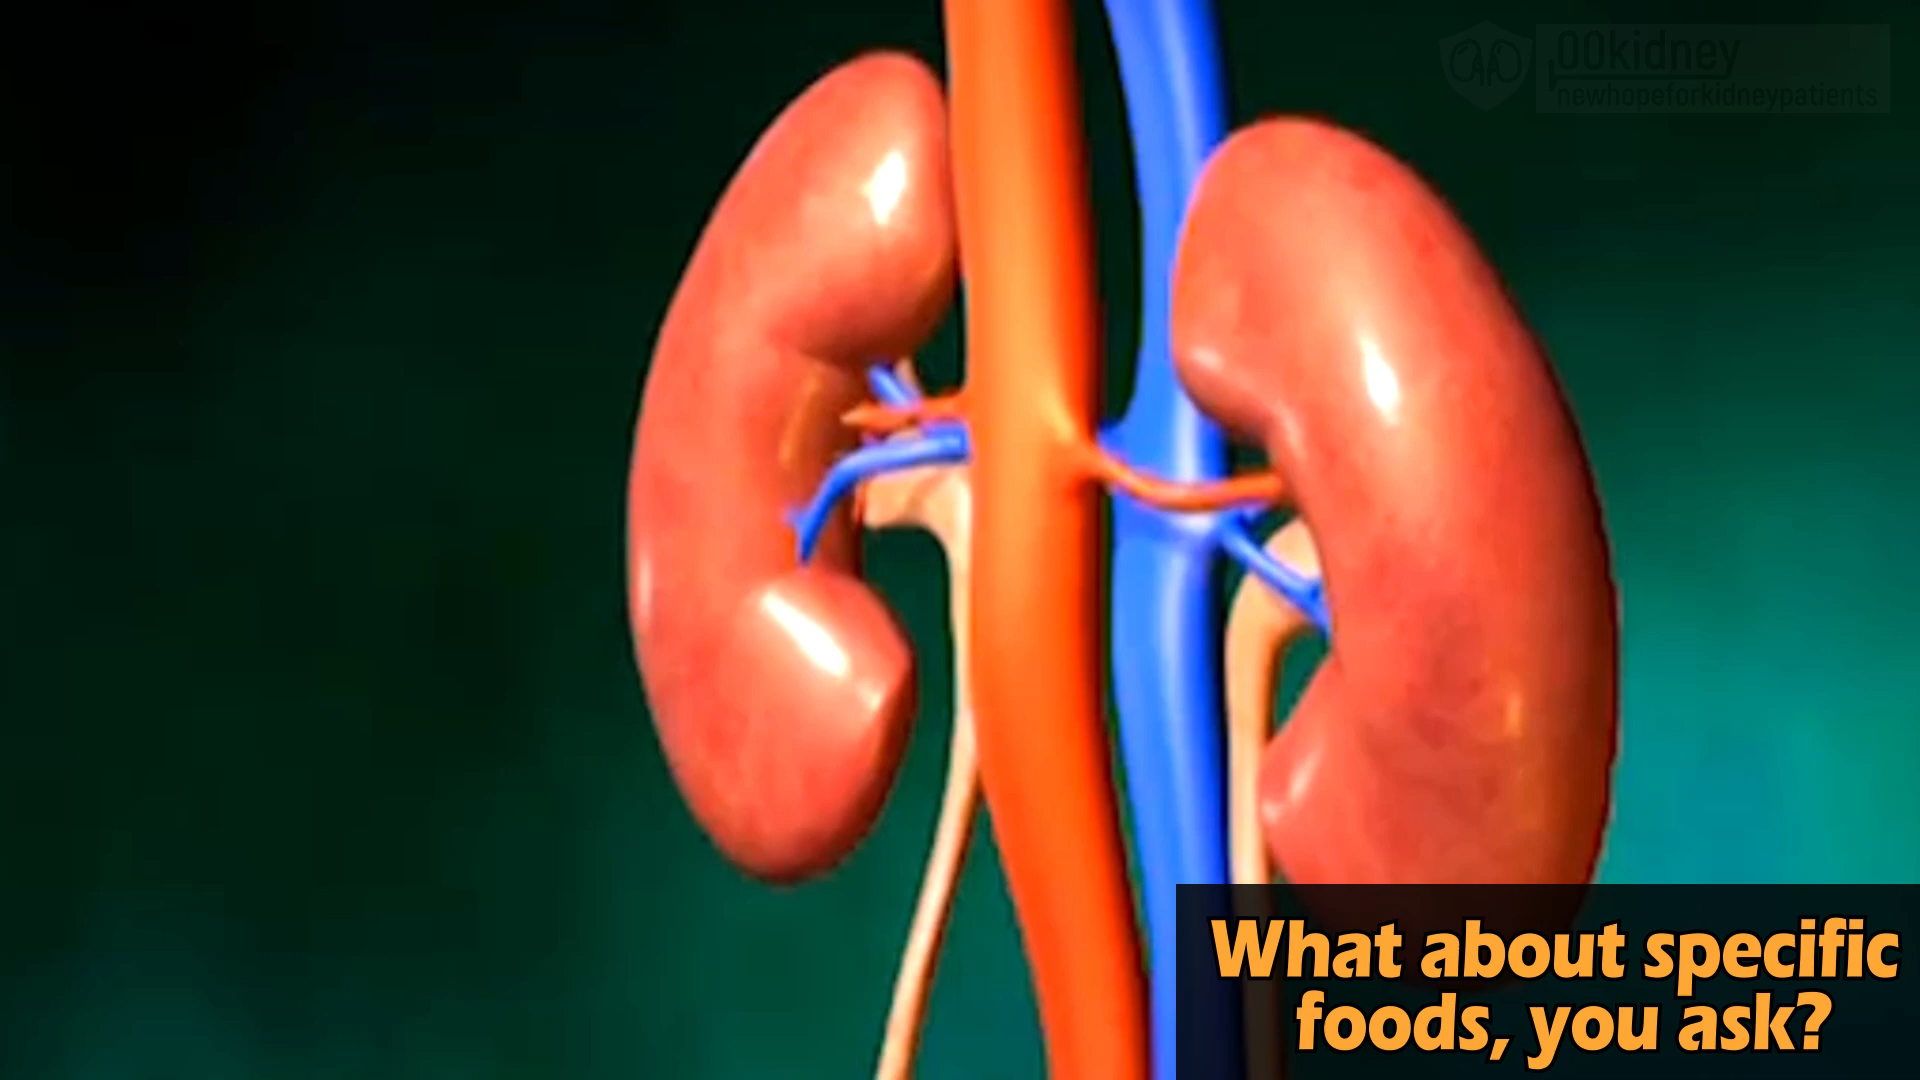 00kidney
newhopeforkidneypatients
What about specific
foods, you ask?